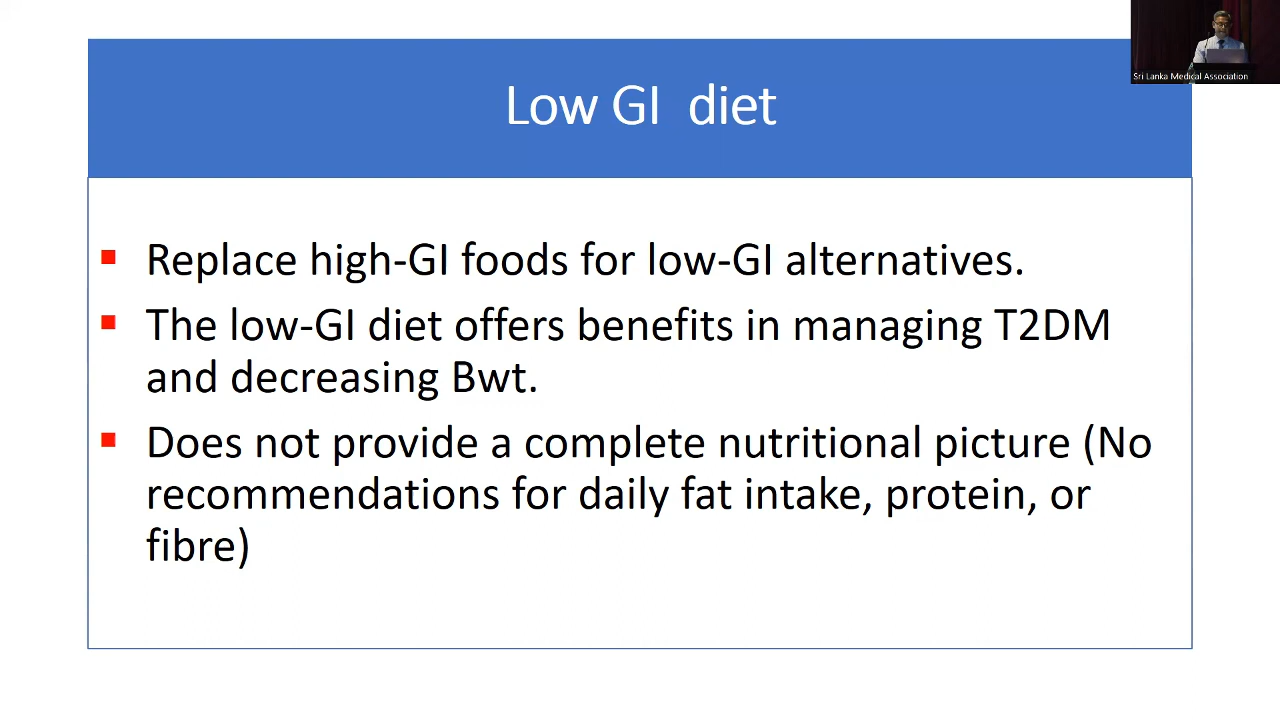 Sri Lanka Medical Association
Low GI  diet
▪ Replace high-GI foods for low-GI alternatives.
▪ The low-GI diet offers benefits in managing T2DM
and decreasing Bwt.
▪ Does not provide a complete nutritional picture (No
recommendations for daily fat intake, protein, or
fibre)